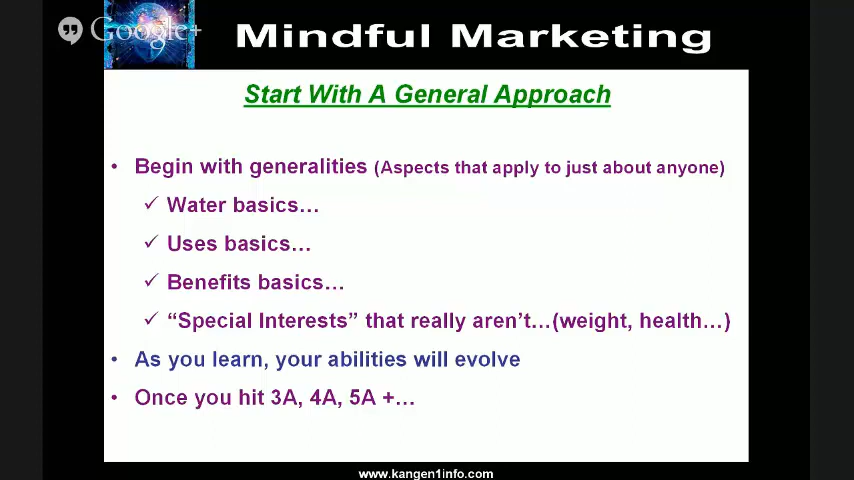 Google+
Mindful Marketing
Start With A General Approach
• Begin with generalities (Aspects that apply to just about anyone)
✓ Water basics…
✓ Uses basics…
✓ Benefits basics…
✓ “Special Interests” that really aren’t…(weight, health…)
• As you learn, your abilities will evolve
• Once you hit 3A, 4A, 5A +…
www.kangen1info.com